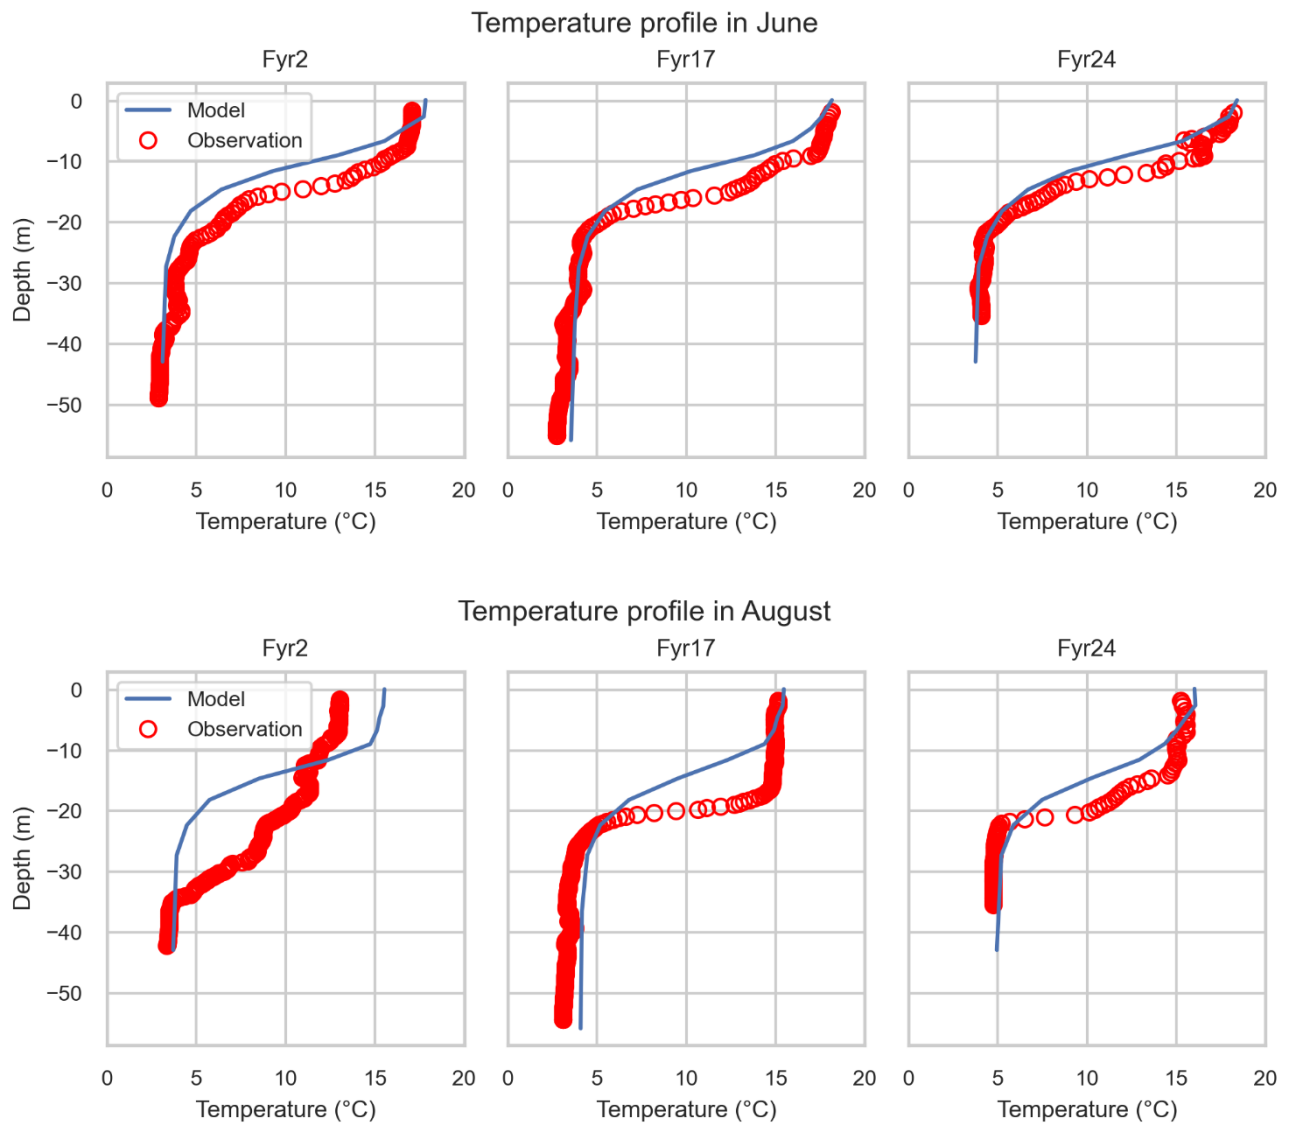 Temperature profile in June
Fyr2 Fyr17 Fyr24
Model
Observation
0
−10
−20
−30
−40
−50
Depth (m)
0 5 10 15 20 0 5 10 15 20 0 5 10 15 20
Temperature (°C) Temperature (°C) Temperature (°C)
Temperature profile in August
Fyr2 Fyr17 Fyr24
Model
Observation
0
−10
−20
−30
−40
−50
Depth (m)
0 5 10 15 20 0 5 10 15 20 0 5 10 15 20
Temperature (°C) Temperature (°C) Temperature (°C)